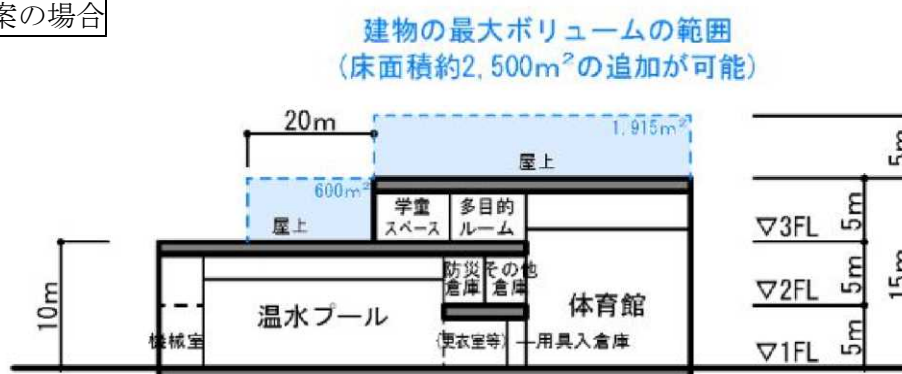 案の場合
建物の最大ボリュームの範囲
(床面積約2,500m²の追加が可能)
20m
1,915m²
5m
屋上
600m²
学童
スペース
多目的
ルーム
屋上
▽3FL
5m
防災
倉庫
その他
倉庫
10m
温水プール
体育館
▽2FL
5m
15m
機械室
(更衣室等)
用具入倉庫
▽1FL
5m